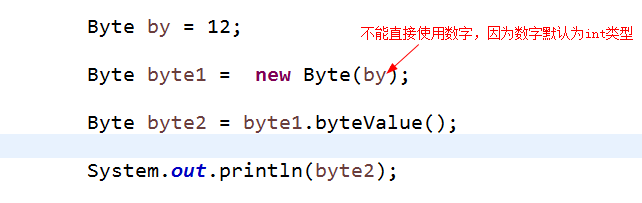 Byte by = 12;
不能直接使用数字，因为数字默认为int类型
Byte byte1 =  new Byte(by);
Byte byte2 = byte1.byteValue();
System.out.println(byte2);